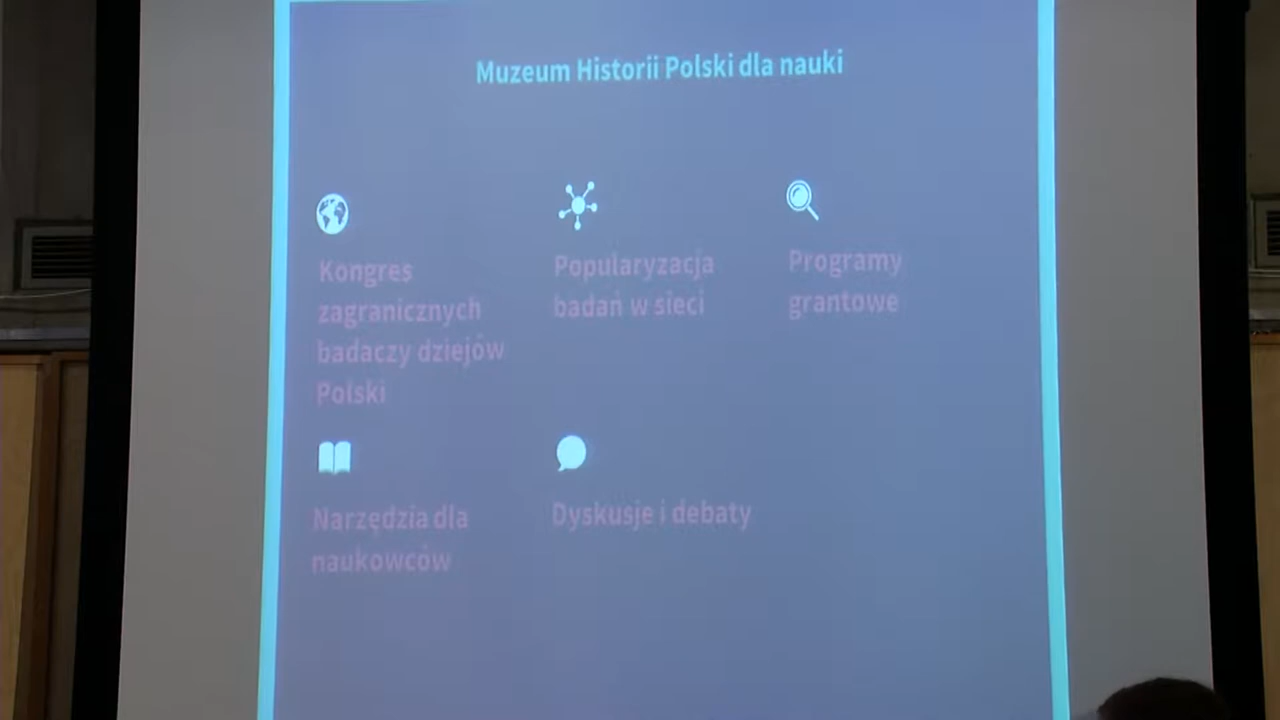 Muzeum Historii Polski dla nauki
Kongres
zagranicznych
badaczy dziejów
Polski
Popularyzacja
badań w sieci
Programy
grantowe
Narzędzia dla
naukowców
Dyskusje i debaty